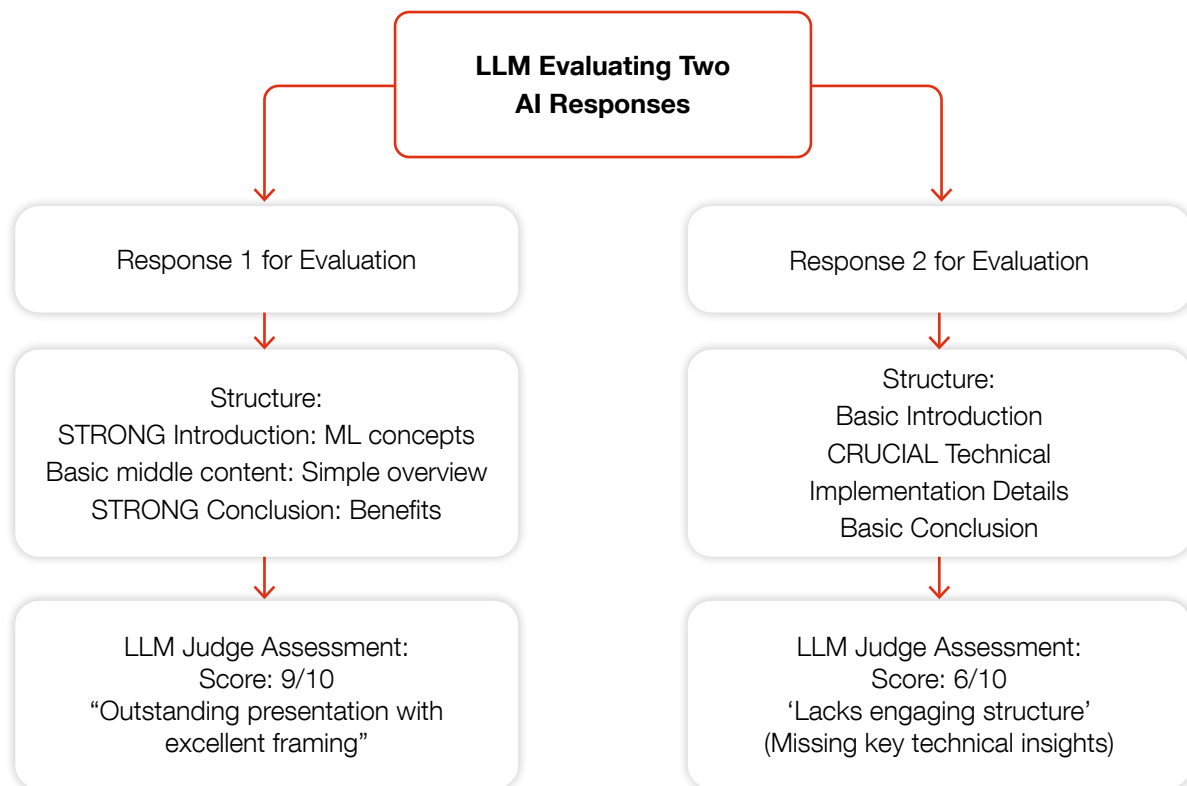 LLM Evaluating Two
AI Responses
Response 1 for Evaluation
Structure:
STRONG Introduction: ML concepts
Basic middle content: Simple overview
STRONG Conclusion: Benefits
LLM Judge Assessment:
Score: 9/10
“Outstanding presentation with
excellent framing”
Response 2 for Evaluation
Structure:
Basic Introduction
CRUCIAL Technical
Implementation Details
Basic Conclusion
LLM Judge Assessment:
Score: 6/10
‘Lacks engaging structure’
(Missing key technical insights)